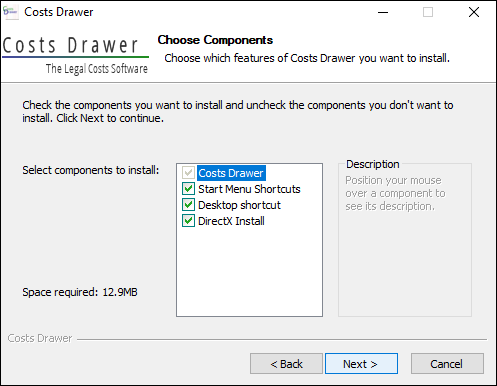 Costs Drawer
Costs Drawer
The Legal Costs Software
Choose Components
Choose which features of Costs Drawer you want to install.
Check the components you want to install and uncheck the components you don't want to
install. Click Next to continue.
Select components to install:
Costs Drawer
Start Menu Shortcuts
Desktop shortcut
DirectX Install
Description
Position your mouse
over a component to
see its description.
Space required: 12.9MB
Costs Drawer
< Back
Next >
Cancel